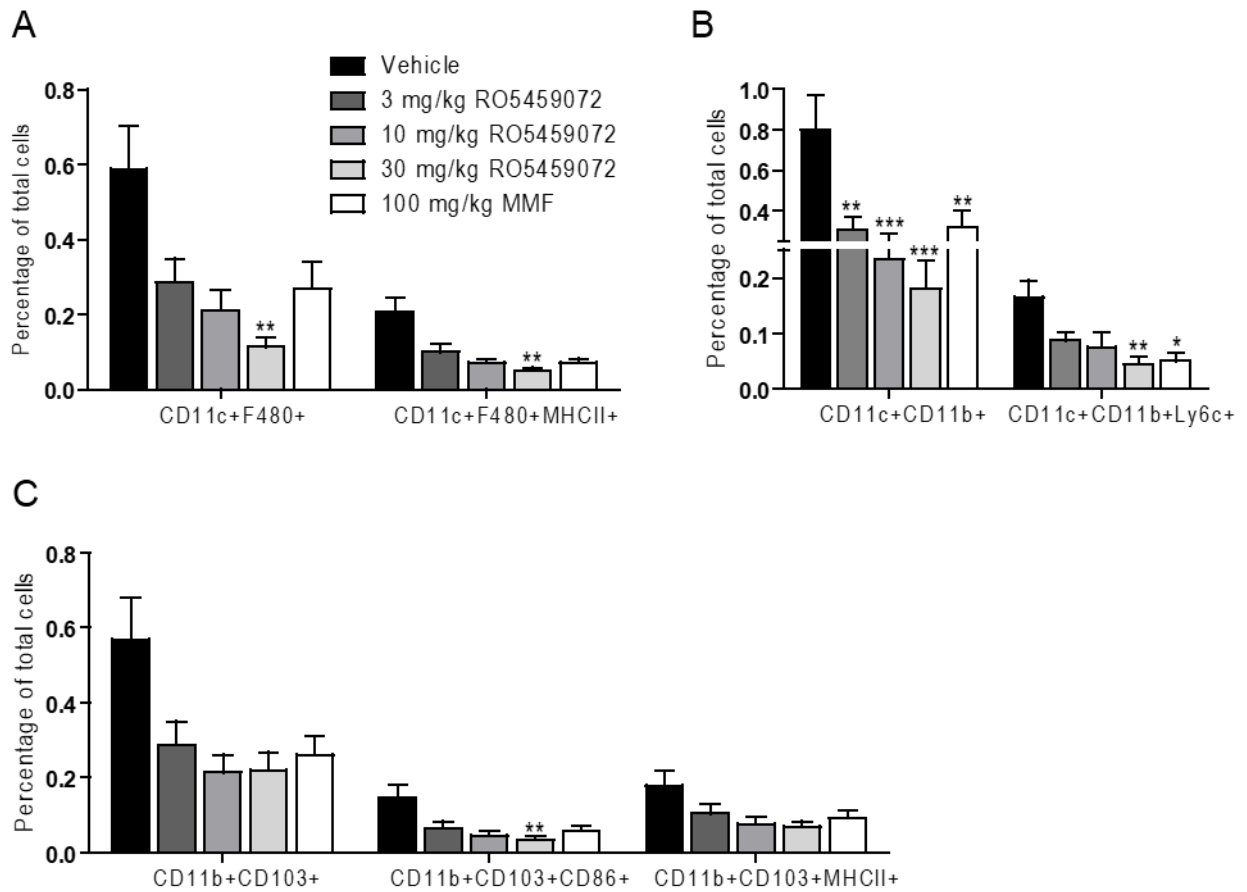 A
Vehicle
3 mg/kg RO5459072
10 mg/kg RO5459072
30 mg/kg RO5459072
100 mg/kg MMF
Percentage of total cells
0.8
0.6
0.4
0.2
0.0
**
**
CD11c+F480+
CD11c+F480+MHCII+
B
Percentage of total cells
1.0
0.8
0.6
0.4
0.2
0.1
0.0
**
***
***
**
**
*
CD11c+CD11b+
CD11c+CD11b+Ly6c+
C
Percentage of total cells
0.8
0.6
0.4
0.2
0.0
**
CD11b+CD103+
CD11b+CD103+CD86+
CD11b+CD103+MHCII+